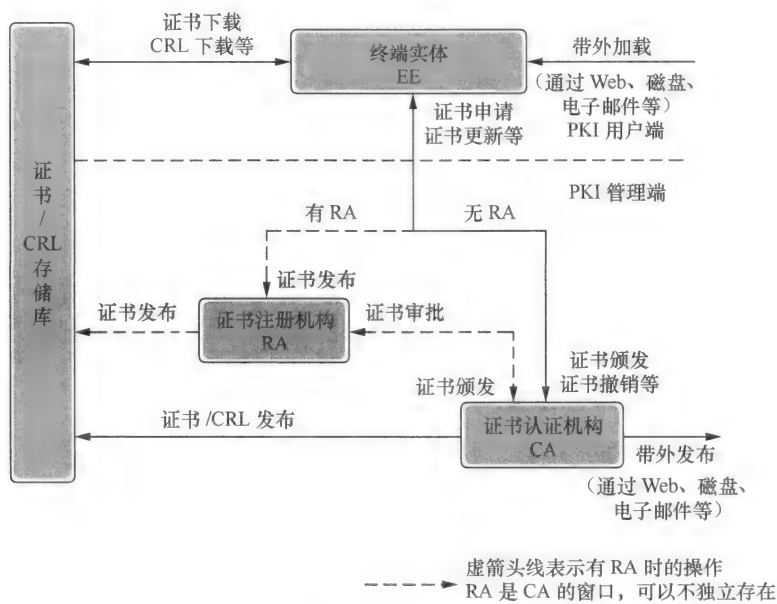 证书下载
CRL 下载等
终端实体
EE
带外加载
（通过 Web、磁盘、
电子邮件等）
PKI 用户端
证书申请
证书更新等
证
书
/
CRL
存
储
库
PKI 管理端
有 RA
无 RA
证书发布
证书发布
证书注册机构
RA
证书审批
证书颁发
证书颁发
证书撤销等
证书 /CRL 发布
证书认证机构
CA
带外发布
（通过 Web、磁盘、
电子邮件等）
虚箭头线表示有 RA 时的操作
RA 是 CA 的窗口，可以不独立存在